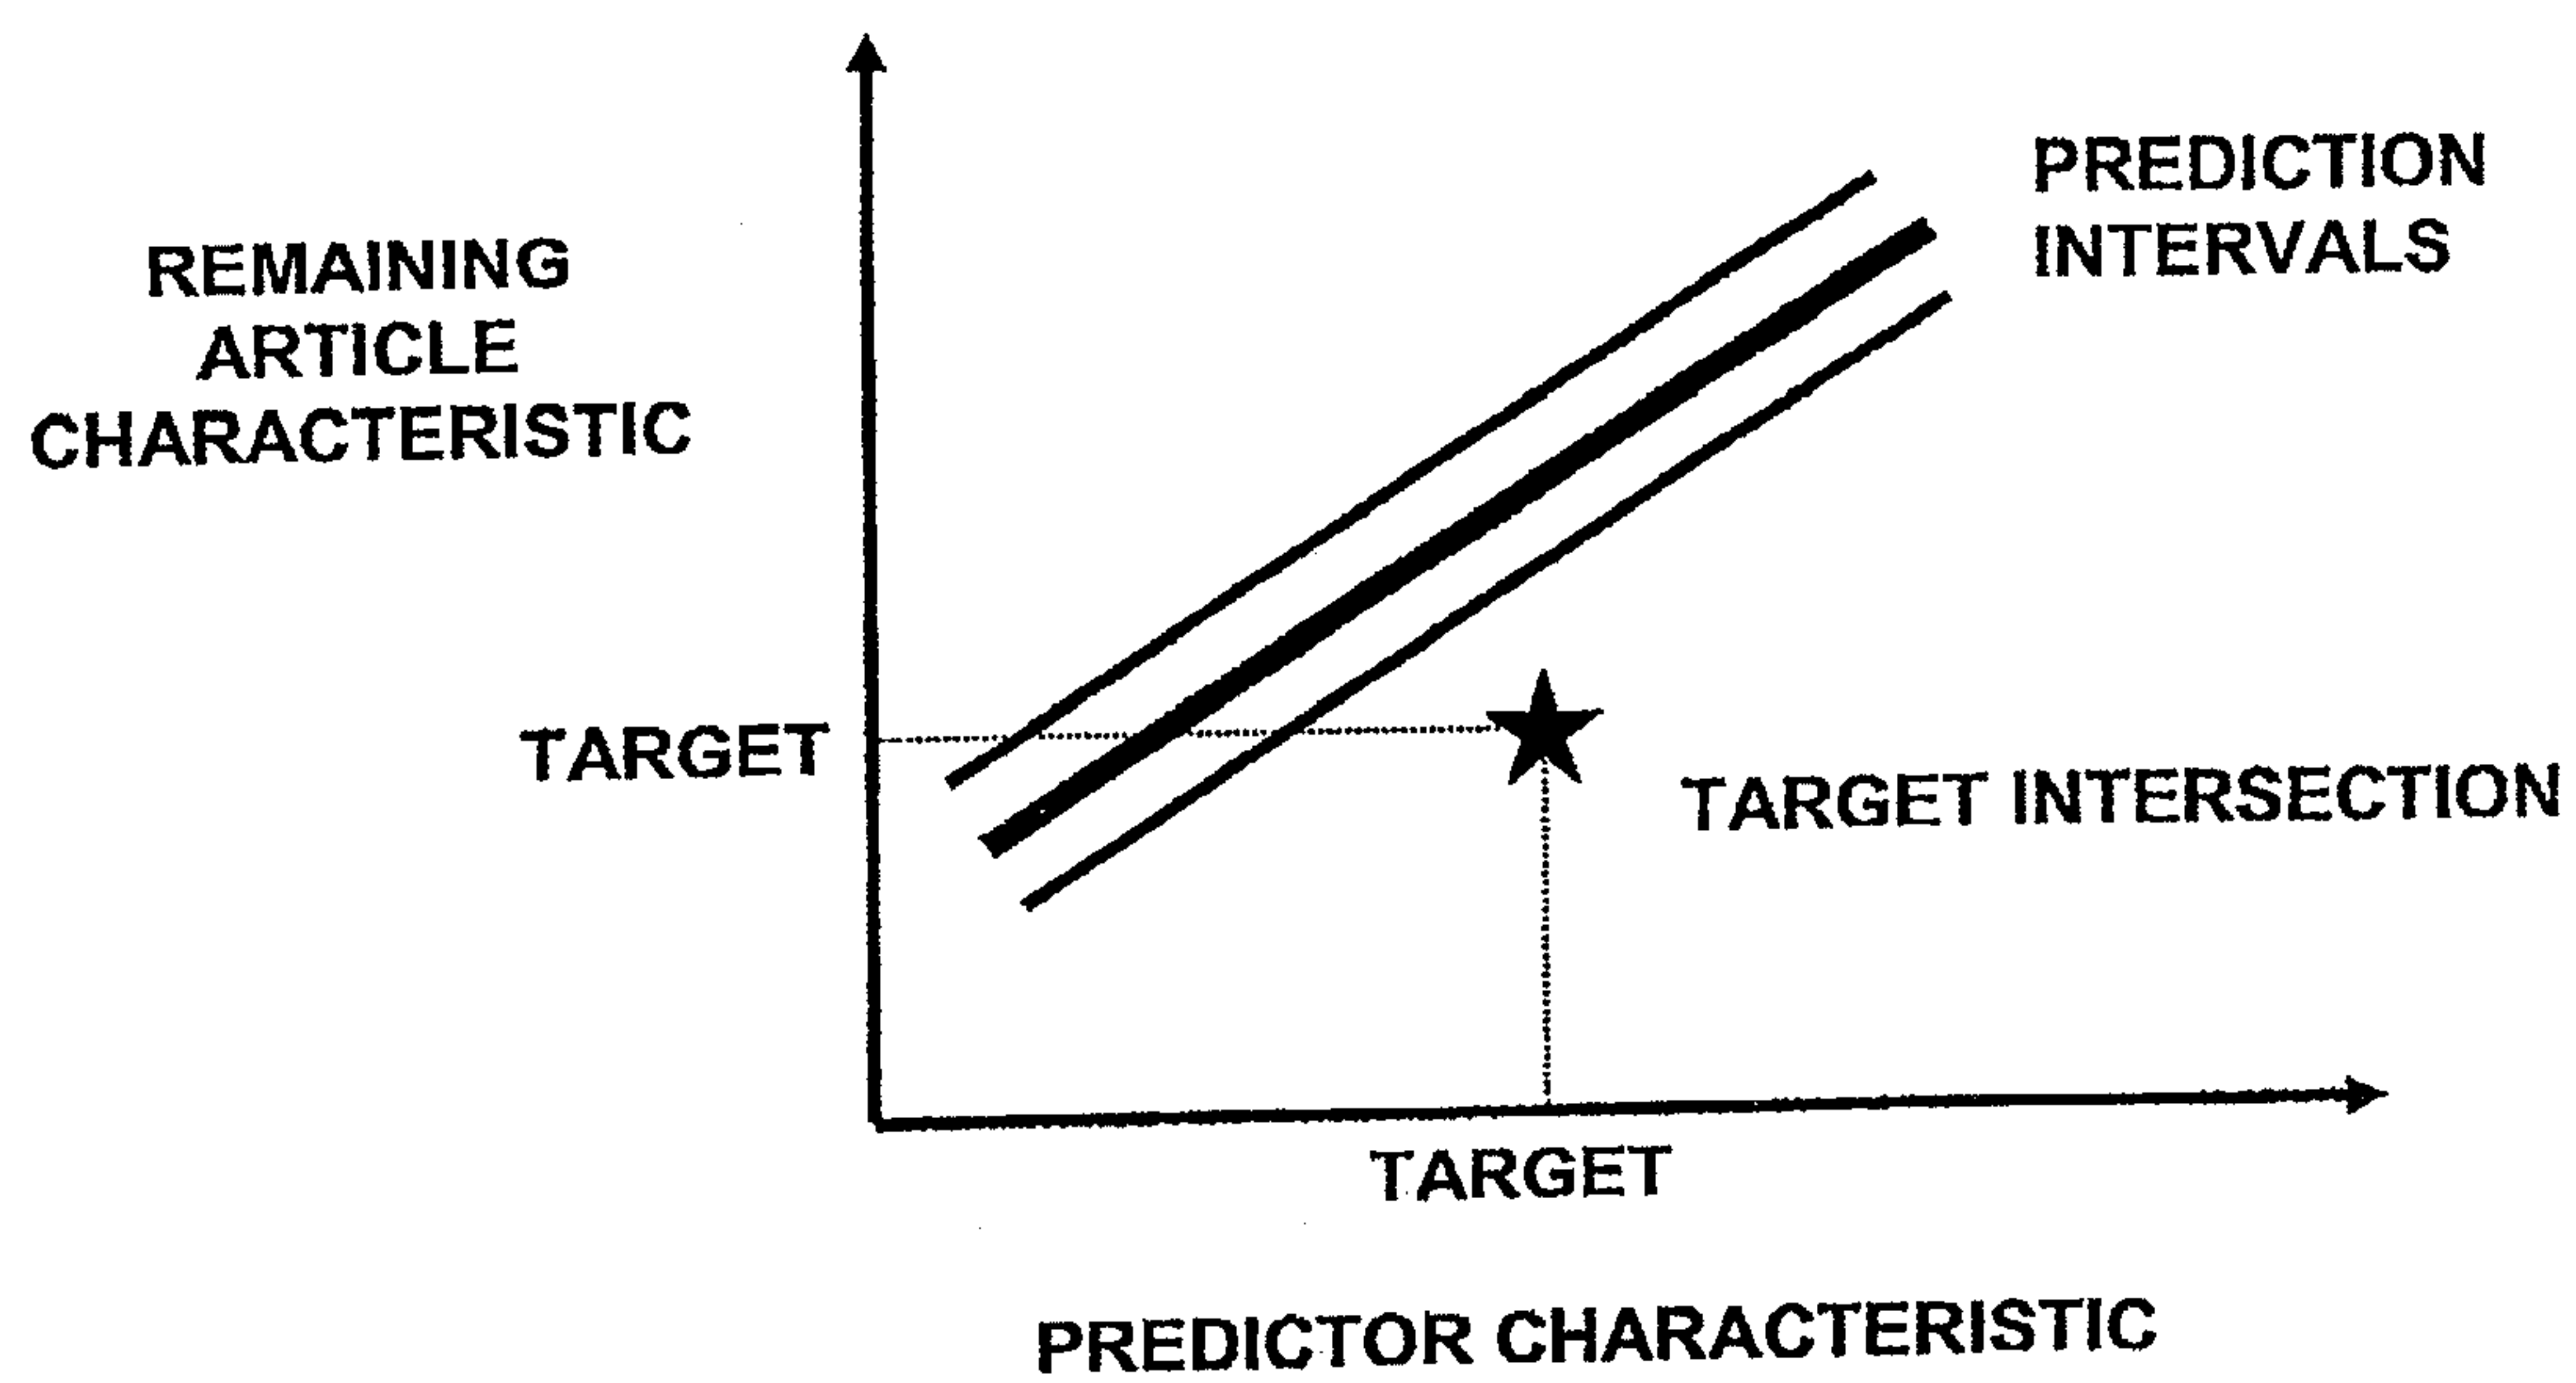 PREDICTION
INTERVALS
REMAINING
ARTICLE
CHARACTERISTIC
TARGET
TARGET INTERSECTION
TARGET
PREDICTOR CHARACTERISTIC